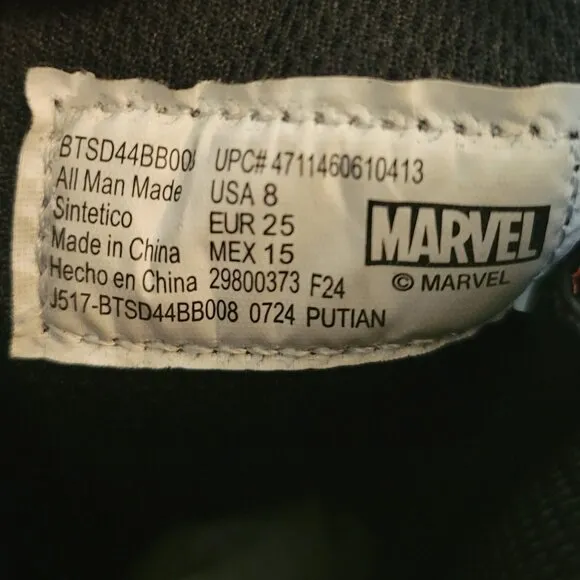 BTSD44BB00 UPC# 4711460610413
All Man Made USA 8
Sintetico EUR 25
Made in China MEX 15
Hecho en China 29800373 F24
J517-BTSD44BB008 0724 PUTIAN
MARVEL
© MARVEL